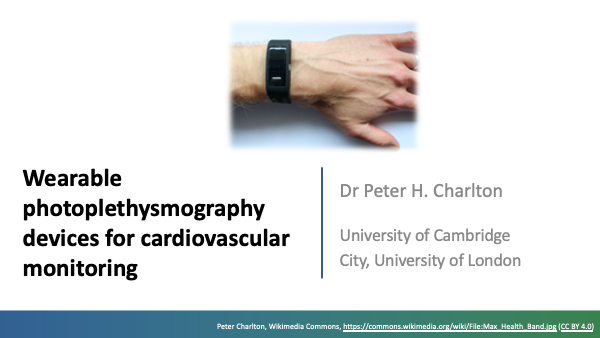 Wearable
photoplethysmography
devices for cardiovascular
monitoring
Dr Peter H. Charlton
University of Cambridge
City, University of London
Peter Charlton, Wikimedia Commons, https://commons.wikimedia.org/wiki/File:Max_Health_Band.jpg (CC BY 4.0)